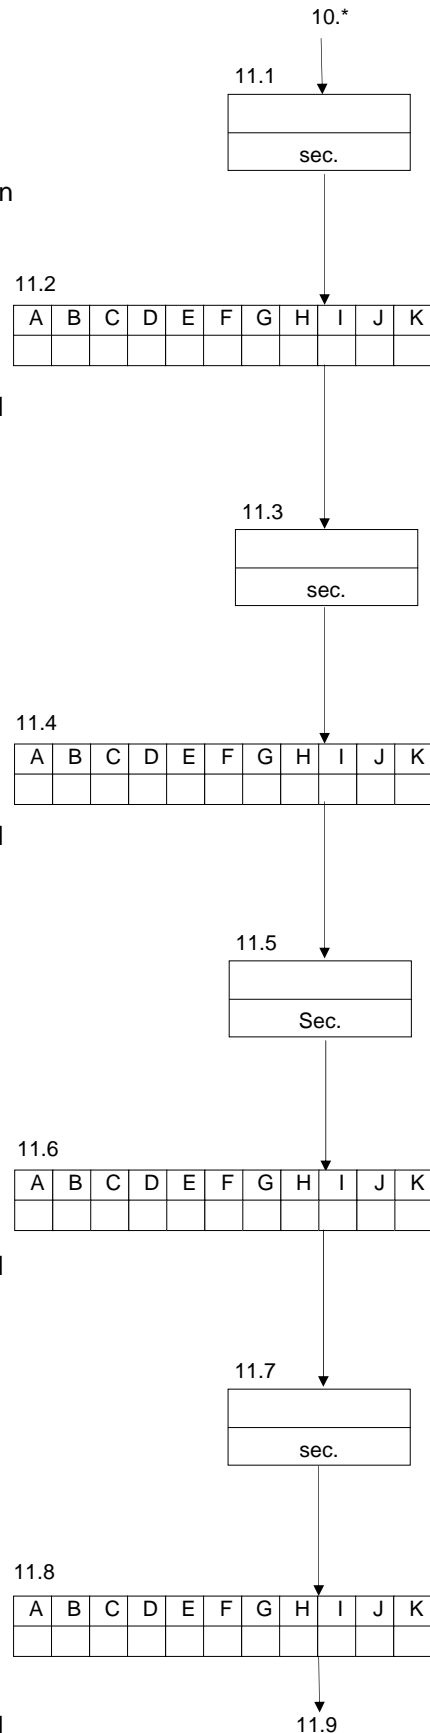 10.*
11.1
sec.
n
11.2
A B C D E F G H I J K
11.3
sec.
11.4
A B C D E F G H I J K
11.5
Sec.
11.6
A B C D E F G H I J K
11.7
sec.
11.8
A B C D E F G H I J K
11.9